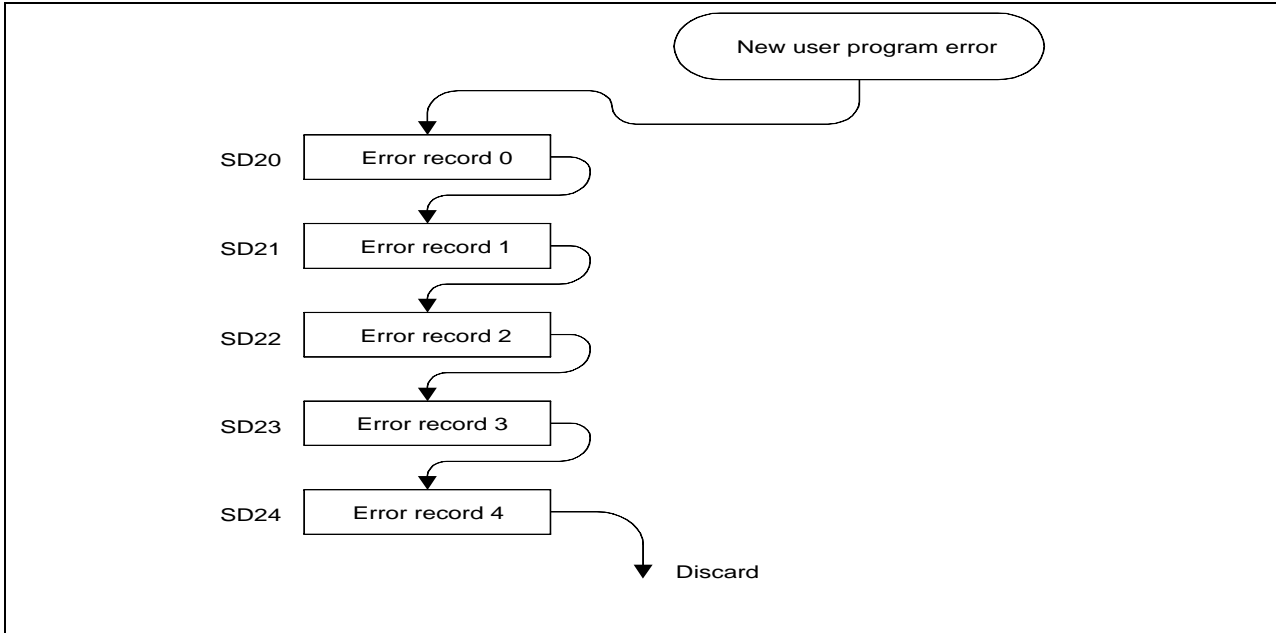 New user program error
SD20 Error record 0
SD21 Error record 1
SD22 Error record 2
SD23 Error record 3
SD24 Error record 4
Discard